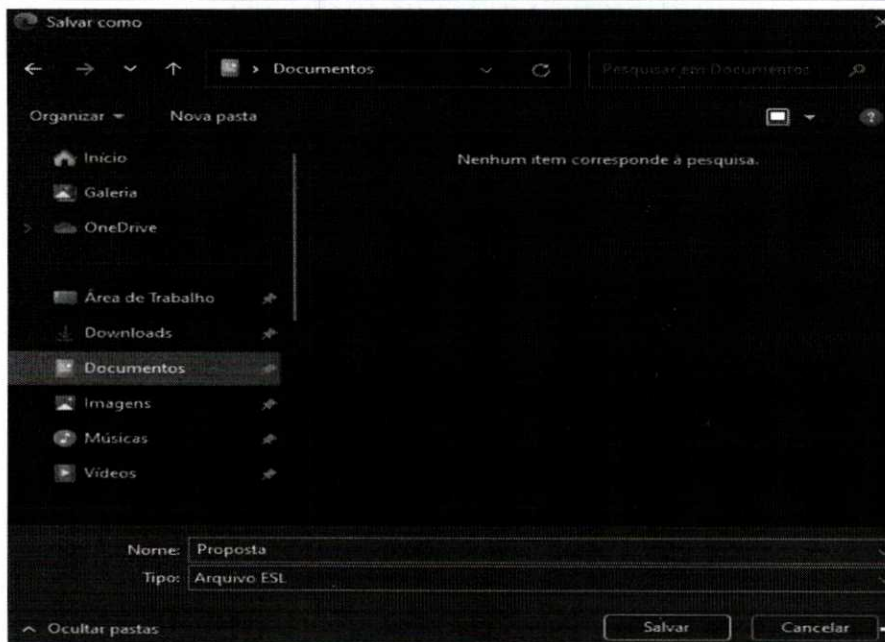 Salvar como
Documentos
Pesquisar em Documentos
Organizar
Nova pasta
Início
Galeria
OneDrive
Área de Trabalho
Downloads
Documentos
Imagens
Músicas
Vídeos
Nenhum item corresponde à pesquisa.
Nome: Proposta
Tipo: Arquivo ESL
Ocultar pastas
Salvar
Cancelar